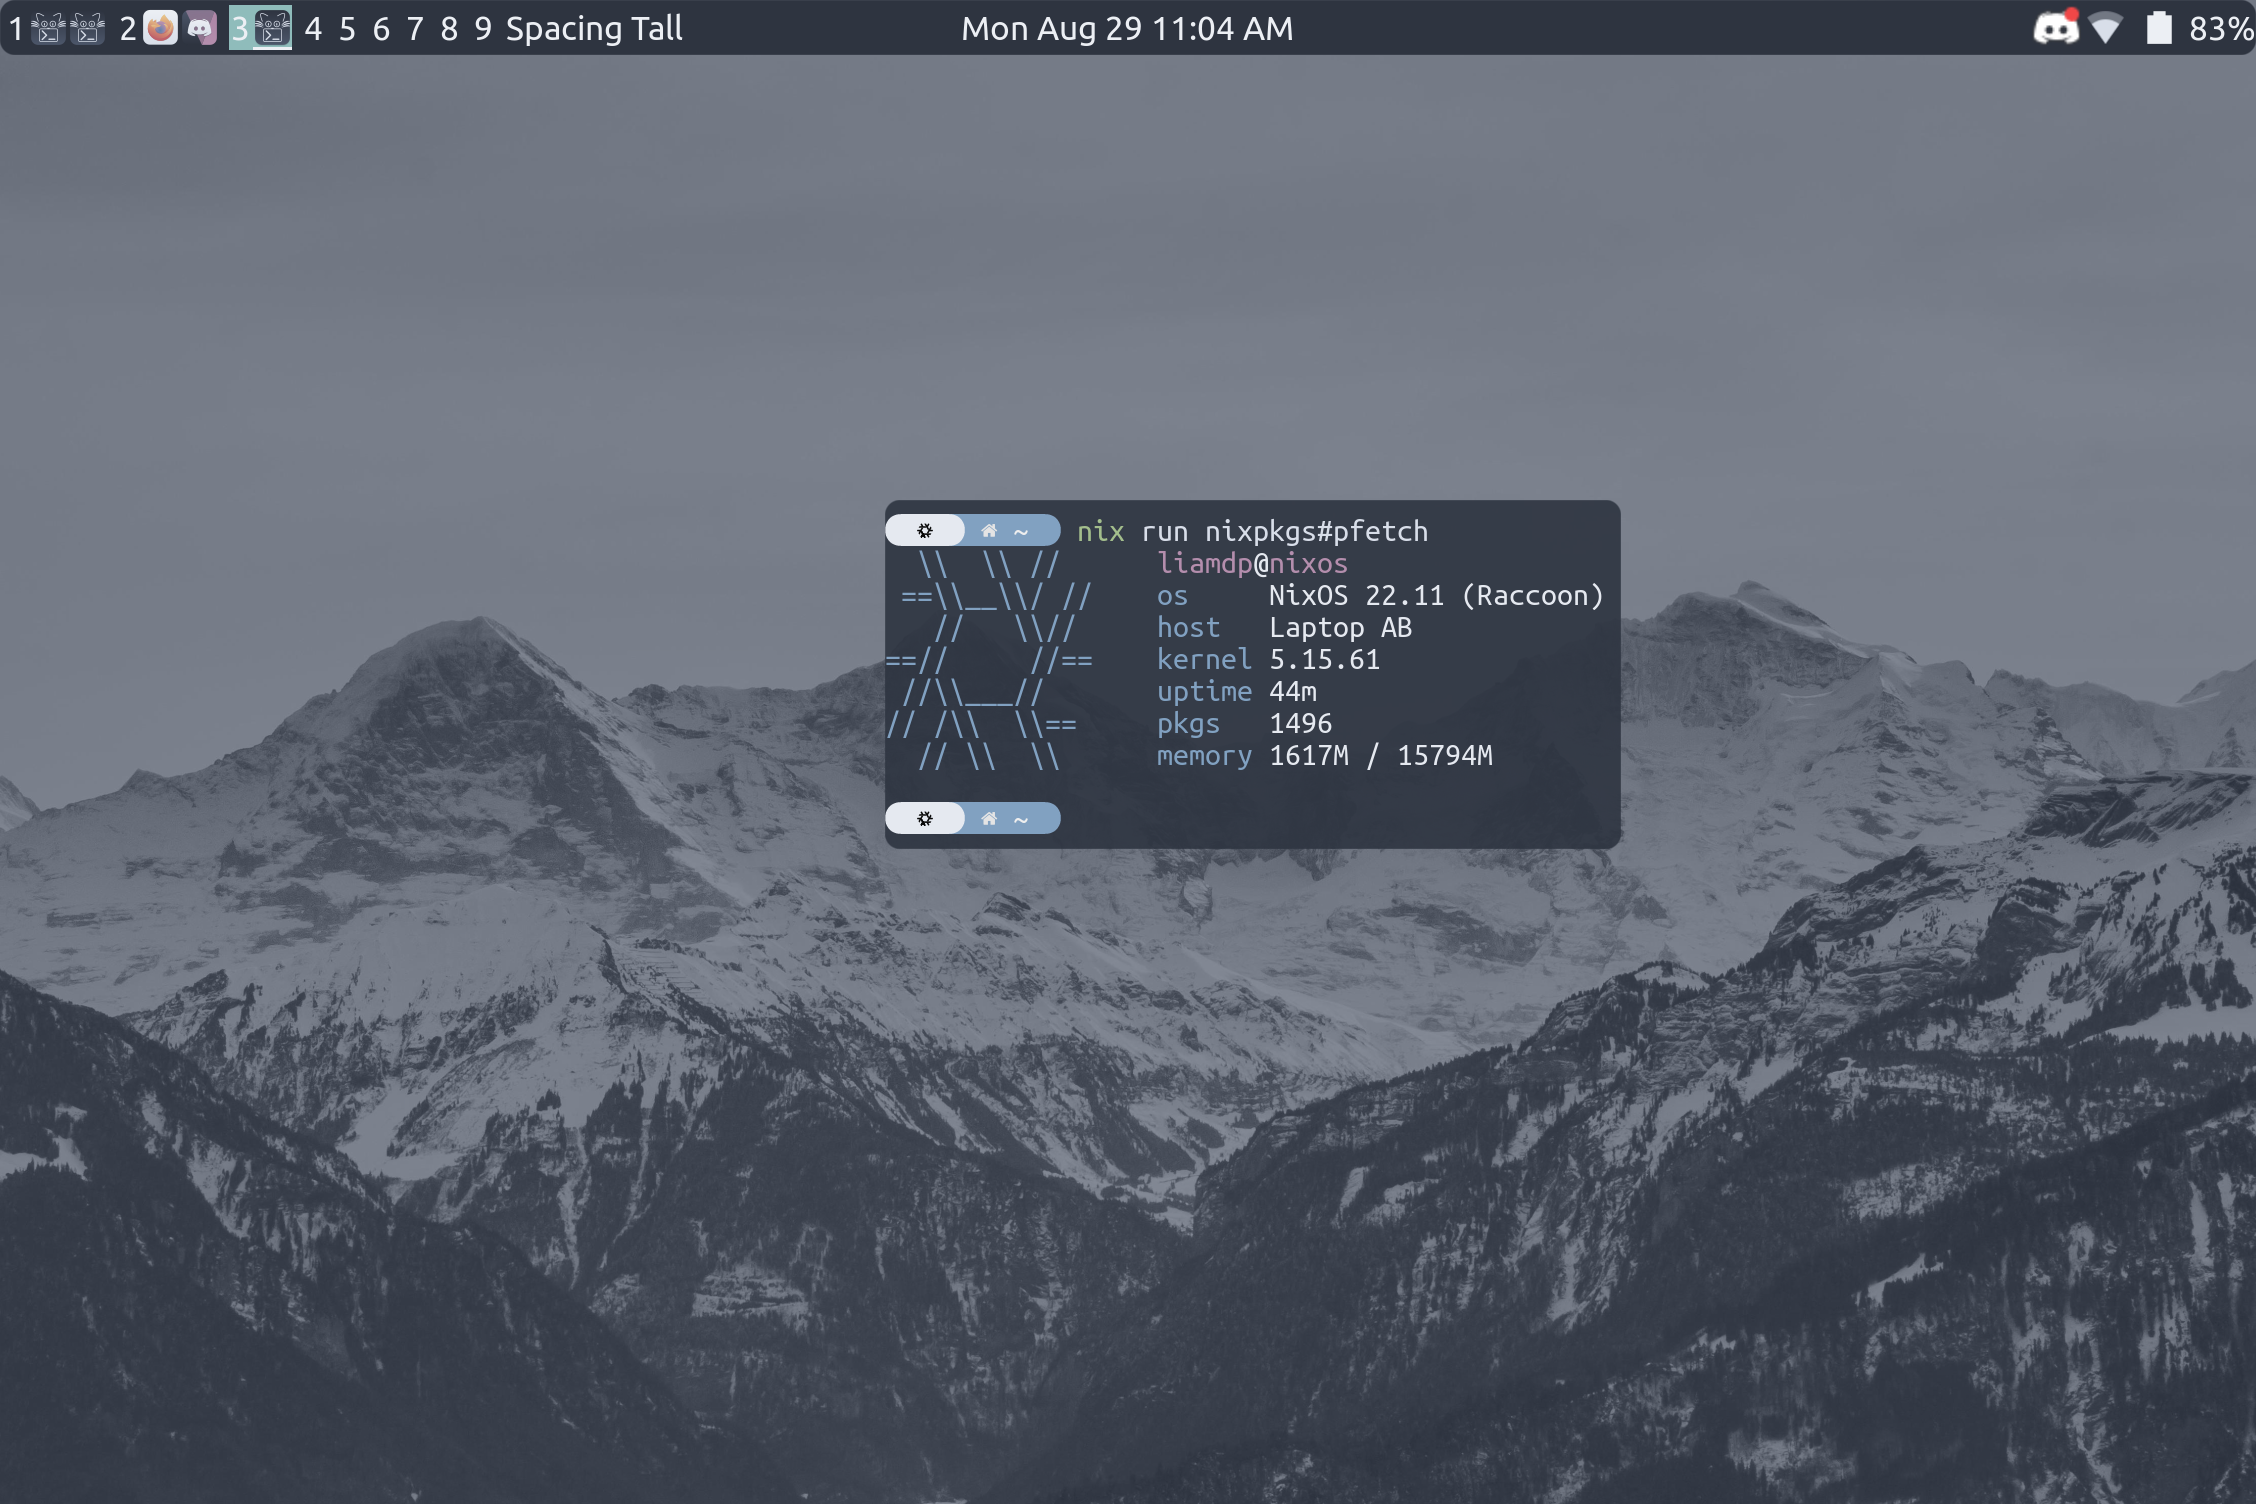 1 2 3 4 5 6 7 8 9 Spacing Tall
Mon Aug 29 11:04 AM
83%
~ nix run nixpkgs#pfetch
  \\  \\ //      liamdp@nixos
 ==\\__\\/ //    os     NixOS 22.11 (Raccoon)
   //   \\//     host   Laptop AB
==//     //==    kernel 5.15.61
 //\\___//       uptime 44m
// /\\  \\==     pkgs   1496
  // \\  \\      memory 1617M / 15794M
~